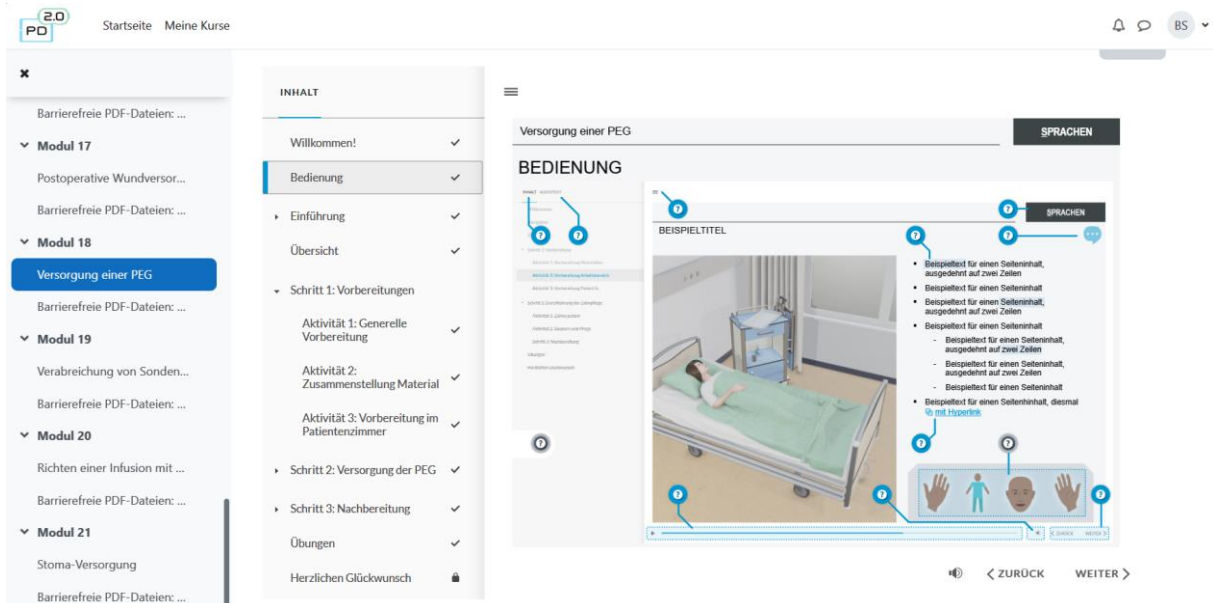 PD 2.0
Startseite Meine Kurse
BS
Barrierefreie PDF-Dateien: ...
Modul 17
Postoperative Wundversor...
Barrierefreie PDF-Dateien: ...
Modul 18
Versorgung einer PEG
Barrierefreie PDF-Dateien: ...
Modul 19
Verabreichung von Sonden...
Barrierefreie PDF-Dateien: ...
Modul 20
Richten einer Infusion mit ...
Barrierefreie PDF-Dateien: ...
Modul 21
Stoma-Versorgung
Barrierefreie PDF-Dateien: ...
INHALT
Willkommen!
Bedienung
Einführung
Übersicht
Schritt 1: Vorbereitungen
Aktivität 1: Generelle
Vorbereitung
Aktivität 2:
Zusammenstellung Material
Aktivität 3: Vorbereitung im
Patientenzimmer
Schritt 2: Versorgung der PEG
Schritt 3: Nachbereitung
Übungen
Herzlichen Glückwunsch
Versorgung einer PEG
SPRACHEN
BEDIENUNG
INHALT
SPRACHEN
BEISPIELTITEL
Beispieltext für einen Seiteninhalt,
ausgedehnt auf zwei Zeilen
Beispieltext für einen Seiteninhalt
Beispieltext für einen Seiteninhalt,
ausgedehnt auf zwei Zeilen
Beispieltext für einen Seiteninhalt
- Beispieltext für einen Seiteninhalt,
ausgedehnt auf zwei Zeilen
- Beispieltext für einen Seiteninhalt,
ausgedehnt auf zwei Zeilen
- Beispieltext für einen Seiteninhalt
Beispieltext für einen Seitenhinhalt, diesmal
mit Hyperlink
ZURÜCK WEITER
ZURÜCK WEITER